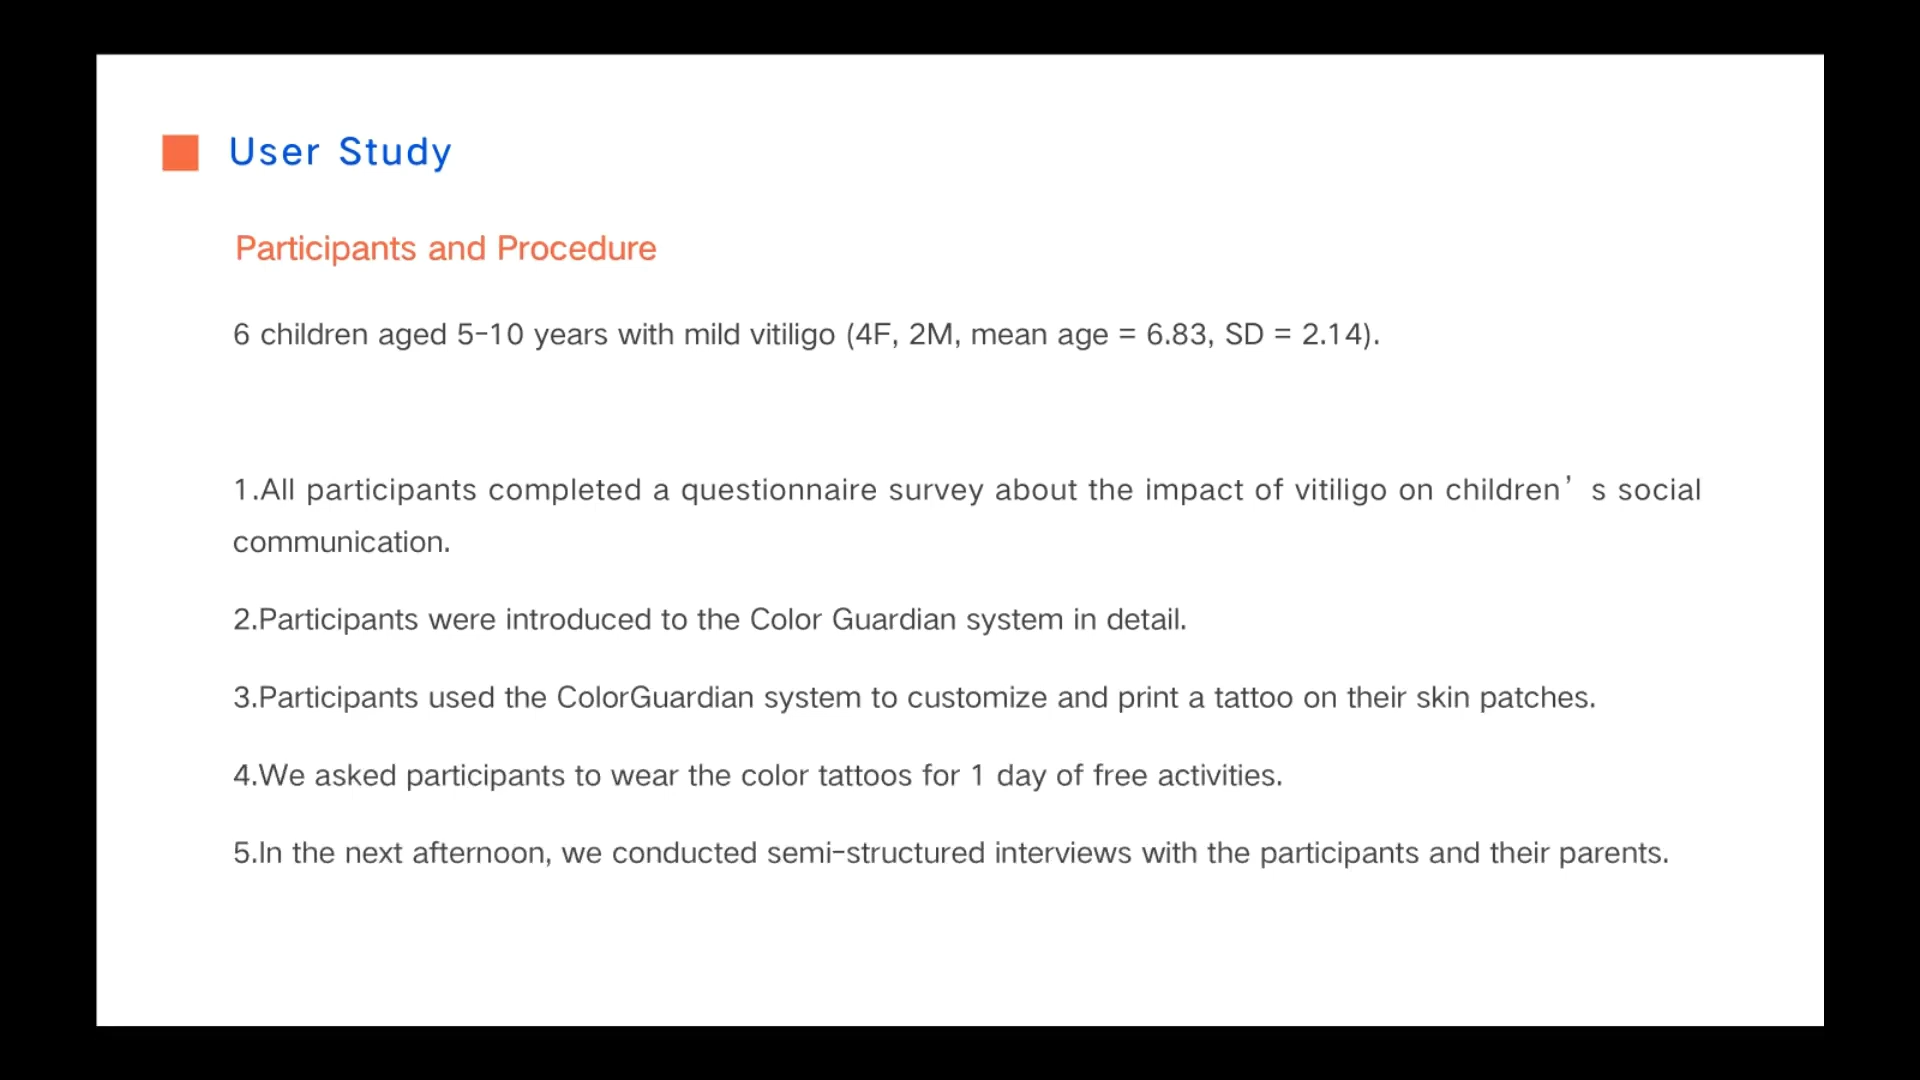 User Study
Participants and Procedure
6 children aged 5-10 years with mild vitiligo (4F, 2M, mean age = 6.83, SD = 2.14).
1.All participants completed a questionnaire survey about the impact of vitiligo on children’ s social
communication.
2.Participants were introduced to the Color Guardian system in detail.
3.Participants used the ColorGuardian system to customize and print a tattoo on their skin patches.
4.We asked participants to wear the color tattoos for 1 day of free activities.
5.In the next afternoon, we conducted semi-structured interviews with the participants and their parents.